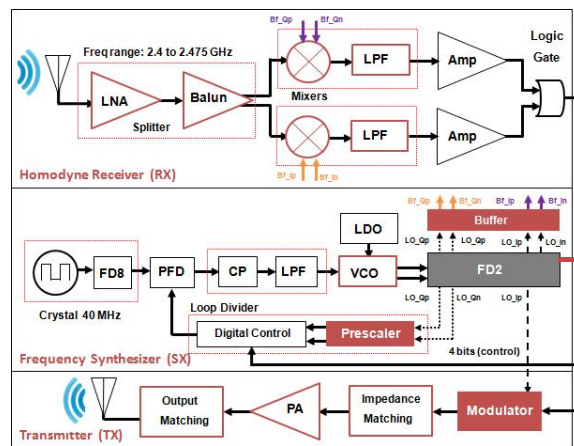 Bf_Qp Bf_Qn
Logic
Gate
Freq range: 2.4 to 2.475 GHz
LNA
Balun
Splitter
LPF
Amp
Mixers
LPF
Amp
Bf_Ip Bf_In
Homodyne Receiver (RX)
Bf_Qp Bf_Qn Bf_Ip Bf_In
Buffer
LDO
LO_Qp LO_Qp LO_Ip LO_In
FD8
PFD
CP
LPF
VCO
FD2
Crystal 40 MHz
LO_Qp LO_Qn LO_Ip
Loop Divider
Digital Control
Prescaler
4 bits (control)
Frequency Synthesizer (SX)
Output
Matching
PA
Impedance
Matching
Modulator
Transmitter (TX)